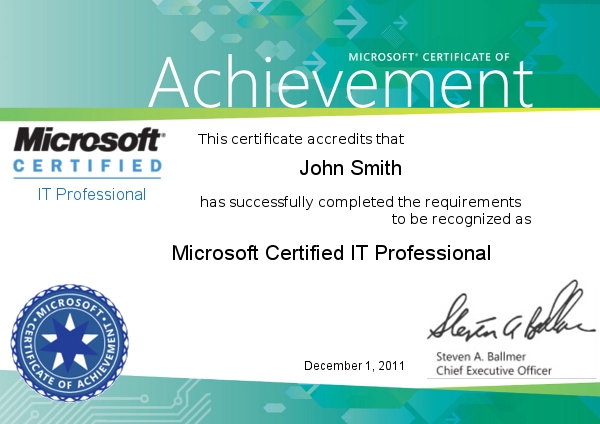 MICROSOFT® CERTIFICATE OF
Achievement
Microsoft®
CERTIFIED
IT Professional
This certificate accredits that
John Smith
has successfully completed the requirements
to be recognized as
Microsoft Certified IT Professional
MICROSOFT
CERTIFICATE OF ACHIEVEMENT
December 1, 2011
Steven A Ballmer
Steven A. Ballmer
Chief Executive Officer